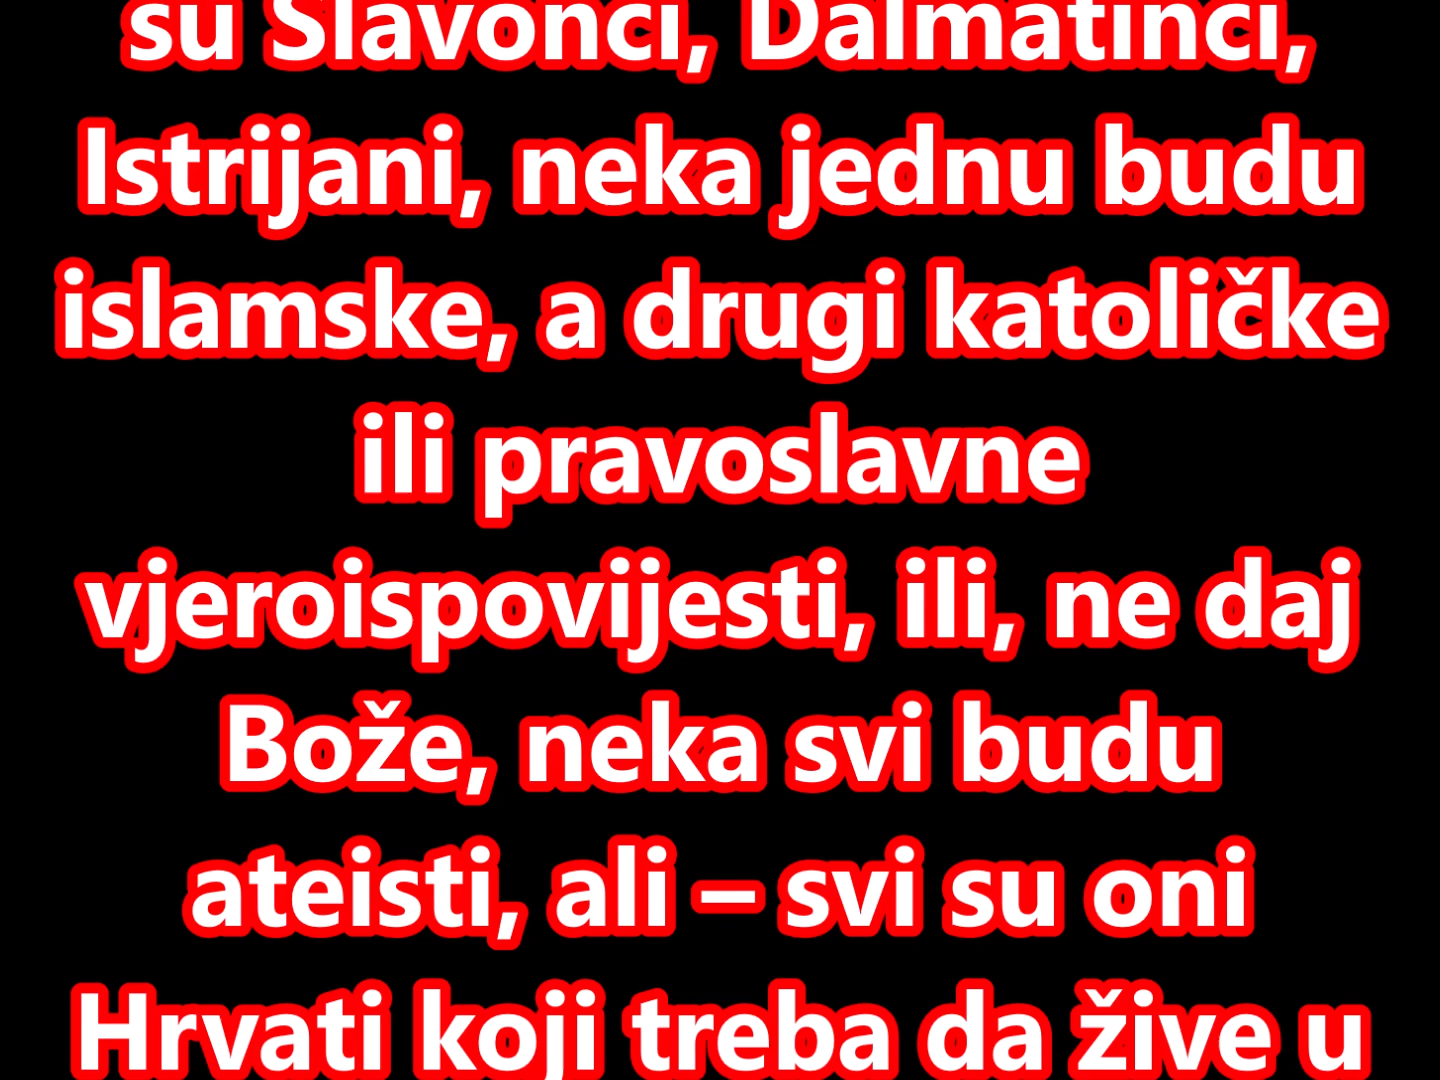 su Slavonci, Dalmatinci,
Istrijani, neka jednu budu
islamske, a drugi katoličke
ili pravoslavne
vjeroispovijesti, ili, ne daj
Bože, neka svi budu
ateisti, ali – svi su oni
Hrvati koji treba da žive u